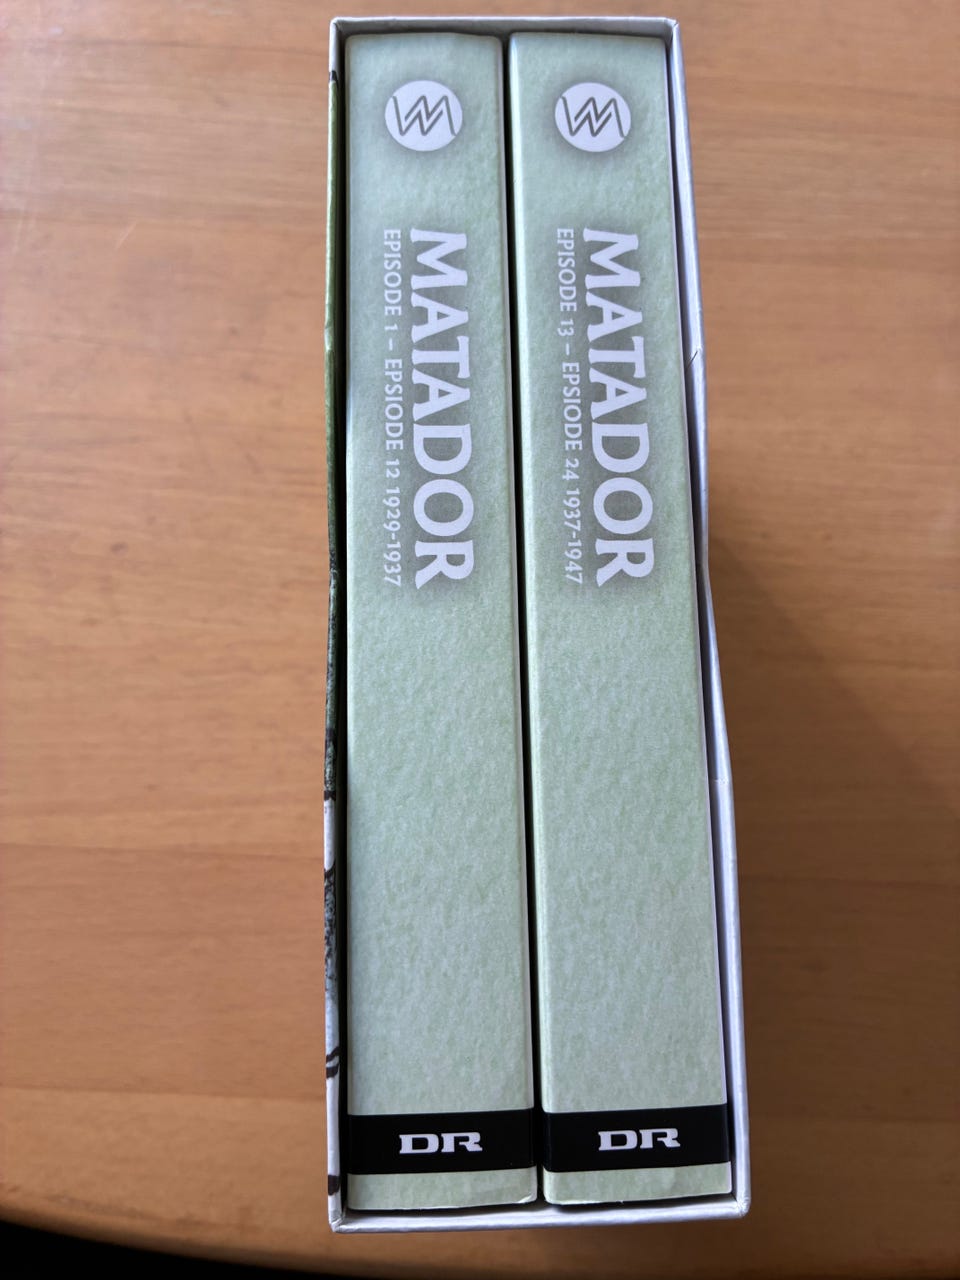 MATADOR
EPISODE 1 – EPSIODE 12 1929-1937
DR
MATADOR
EPISODE 13 – EPSIODE 24 1937-1947
DR